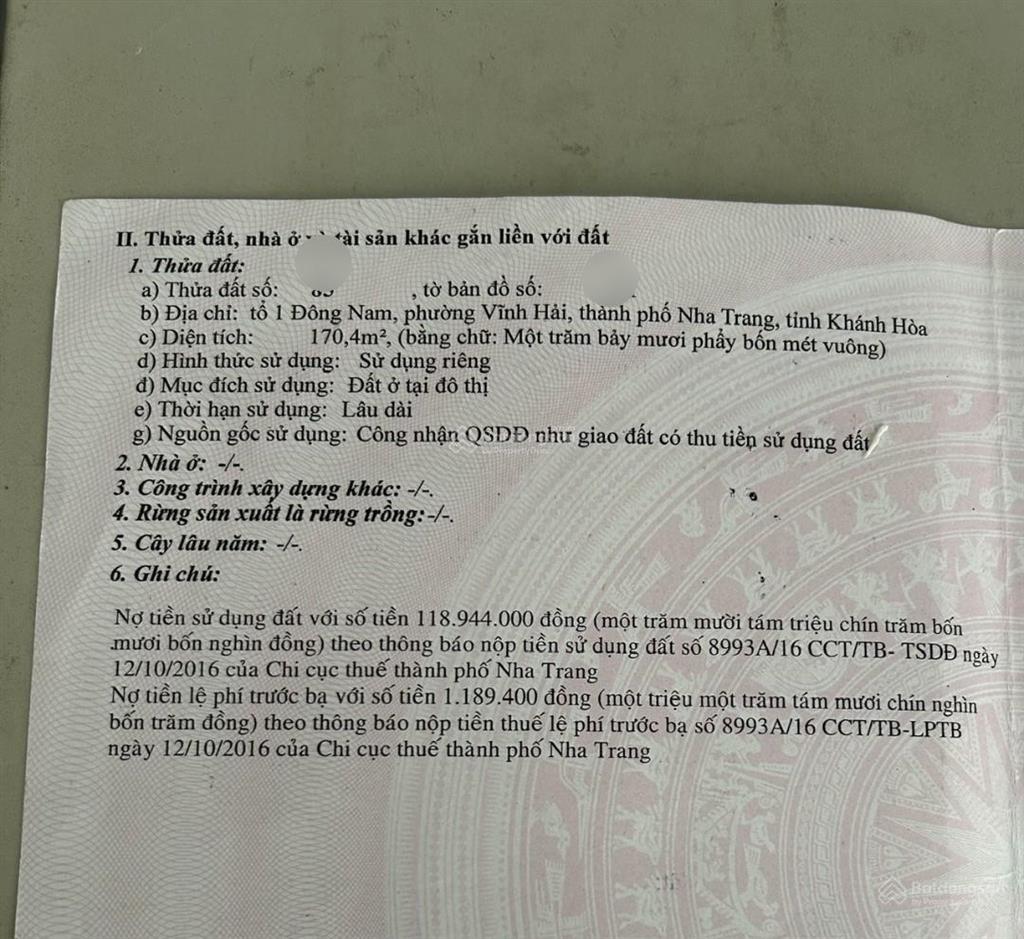 II. Thửa đất, nhà ở tài sản khác gắn liền với đất
1. Thửa đất:
a) Thửa đất số: , tờ bản đồ số:
b) Địa chỉ: tổ 1 Đông Nam, phường Vĩnh Hải, thành phố Nha Trang, tỉnh Khánh Hòa
c) Diện tích: 170,4m², (bằng chữ: Một trăm bảy mươi phẩy bốn mét vuông)
d) Hình thức sử dụng: Sử dụng riêng
đ) Mục đích sử dụng: Đất ở tại đô thị
e) Thời hạn sử dụng: Lâu dài
g) Nguồn gốc sử dụng: Công nhận QSDĐ như giao đất có thu tiền sử dụng đất
2. Nhà ở: -/-.
3. Công trình xây dựng khác: -/-.
4. Rừng sản xuất là rừng trồng: -/-.
5. Cây lâu năm: -/-.
6. Ghi chú:
Nợ tiền sử dụng đất với số tiền 118.944.000 đồng (một trăm mười tám triệu chín trăm bốn
mươi bốn nghìn đồng) theo thông báo nộp tiền sử dụng đất số 8993A/16 CCT/TB- TSDĐ ngày
12/10/2016 của Chi cục thuế thành phố Nha Trang
Nợ tiền lệ phí trước bạ với số tiền 1.189.400 đồng (một triệu một trăm tám mươi chín nghìn
bốn trăm đồng) theo thông báo nộp tiền thuế lệ phí trước bạ số 8993A/16 CCT/TB-LPTB
ngày 12/10/2016 của Chi cục thuế thành phố Nha Trang